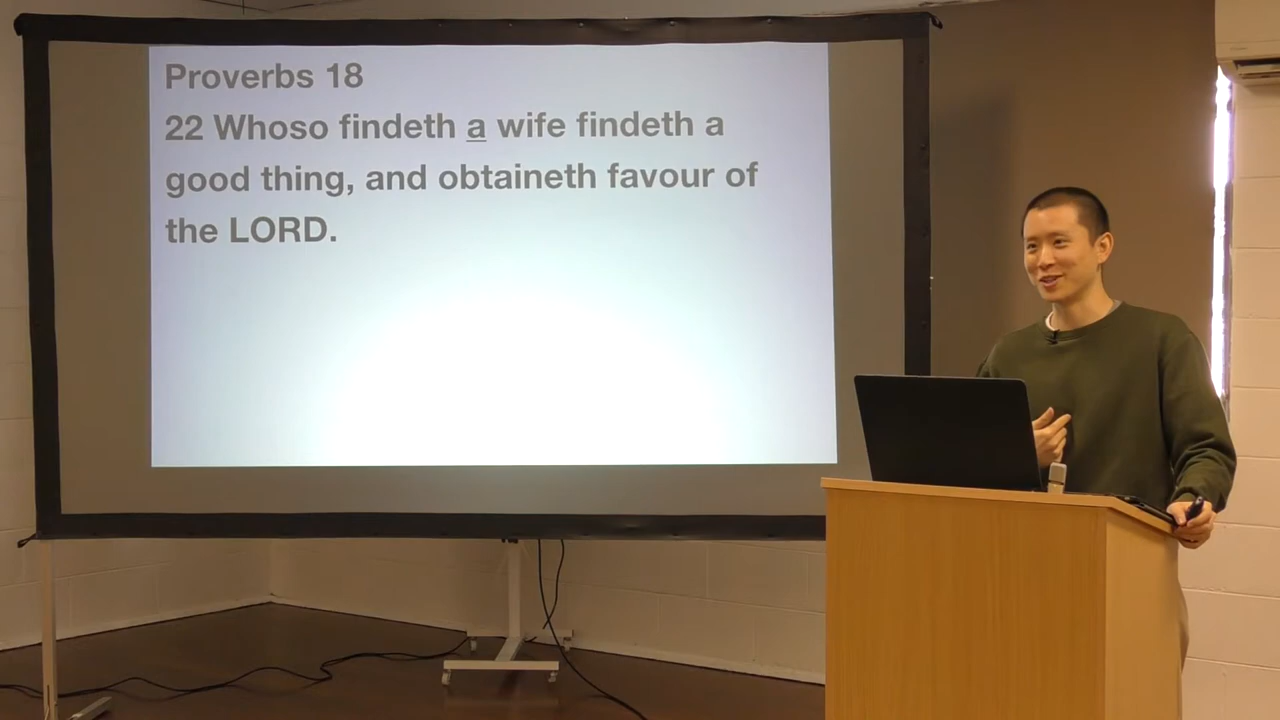 Proverbs 18
22 Whoso findeth a wife findeth a
good thing, and obtaineth favour of
the LORD.